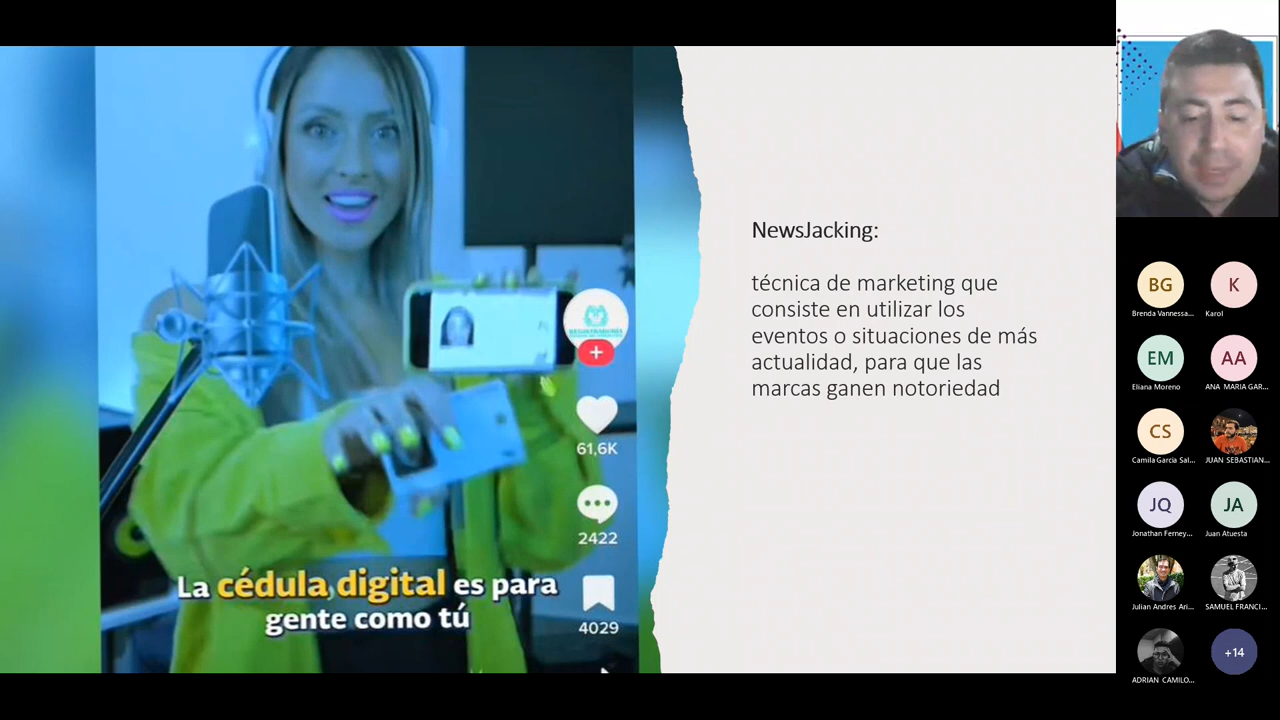 NewsJacking:
técnica de marketing que
consiste en utilizar los
eventos o situaciones de más
actualidad, para que las
marcas ganen notoriedad
REGISTRADURÍA
+
61,6K
2422
4029
La cédula digital es para
gente como tú
BG
K
Brenda Vannessa...
Karol
EM
AA
Eliana Moreno
ANA MARIA GAR...
CS
Camila Garcia Sal...
JUAN SEBASTIAN...
JQ
JA
Jonathan Ferney...
Juan Atuesta
Julian Andres Ari...
SAMUEL FRANCI...
+14
ADRIAN CAMILO...